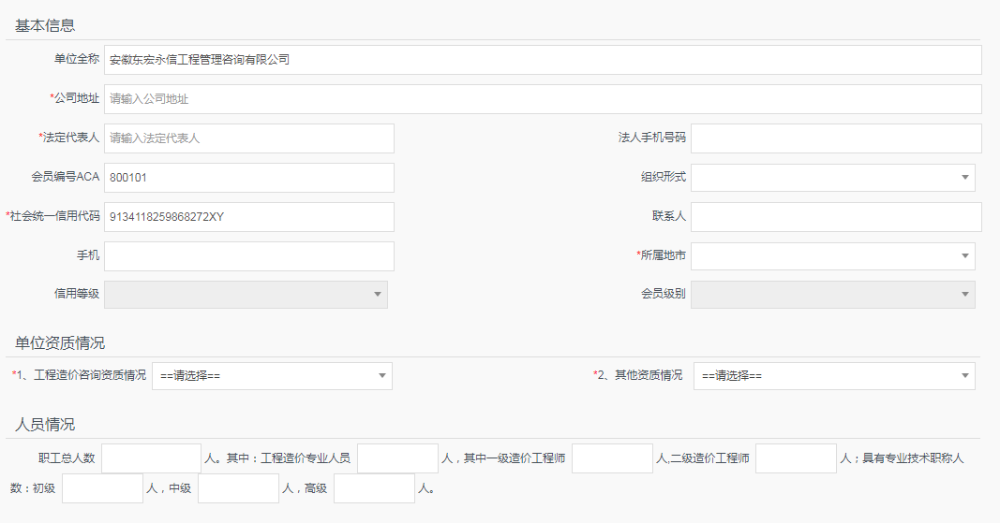 基本信息
单位全称 安徽东宏永信工程管理咨询有限公司
*公司地址 请输入公司地址
*法定代表人 请输入法定代表人 法人手机号码
会员编号ACA 800101 组织形式
*社会统一信用代码 9134118259868272XY 联系人
手机 *所属地市
信用等级 会员级别
单位资质情况
*1、工程造价咨询资质情况 ==请选择== *2、其他资质情况 ==请选择==
人员情况
职工总人数 人。其中：工程造价专业人员 人，其中一级造价工程师 人,二级造价工程师 人；具有专业技术职称人
数：初级 人，中级 人，高级 人。